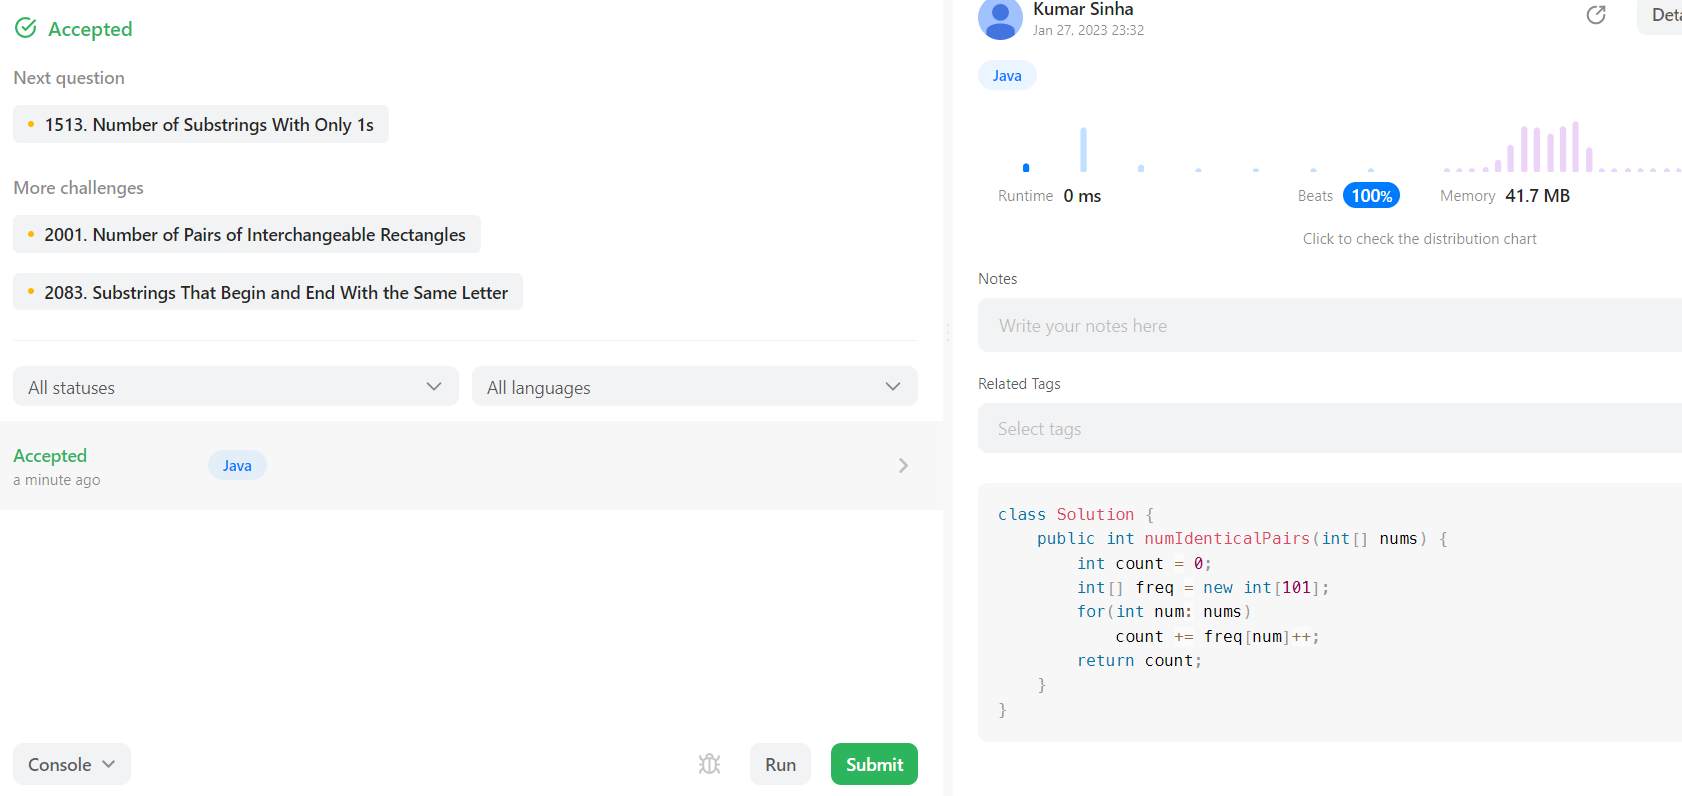 Accepted
Next question
1513. Number of Substrings With Only 1s
More challenges
2001. Number of Pairs of Interchangeable Rectangles
2083. Substrings That Begin and End With the Same Letter
All statuses
All languages
Accepted
a minute ago
Java
Console
Run
Submit
Kumar Sinha
Jan 27, 2023 23:32
Deta
Java
Runtime 0 ms
Beats 100%
Memory 41.7 MB
Click to check the distribution chart
Notes
Write your notes here
Related Tags
Select tags
class Solution {
    public int numIdenticalPairs(int[] nums) {
        int count = 0;
        int[] freq = new int[101];
        for(int num: nums)
            count += freq[num]++;
        return count;
    }
}